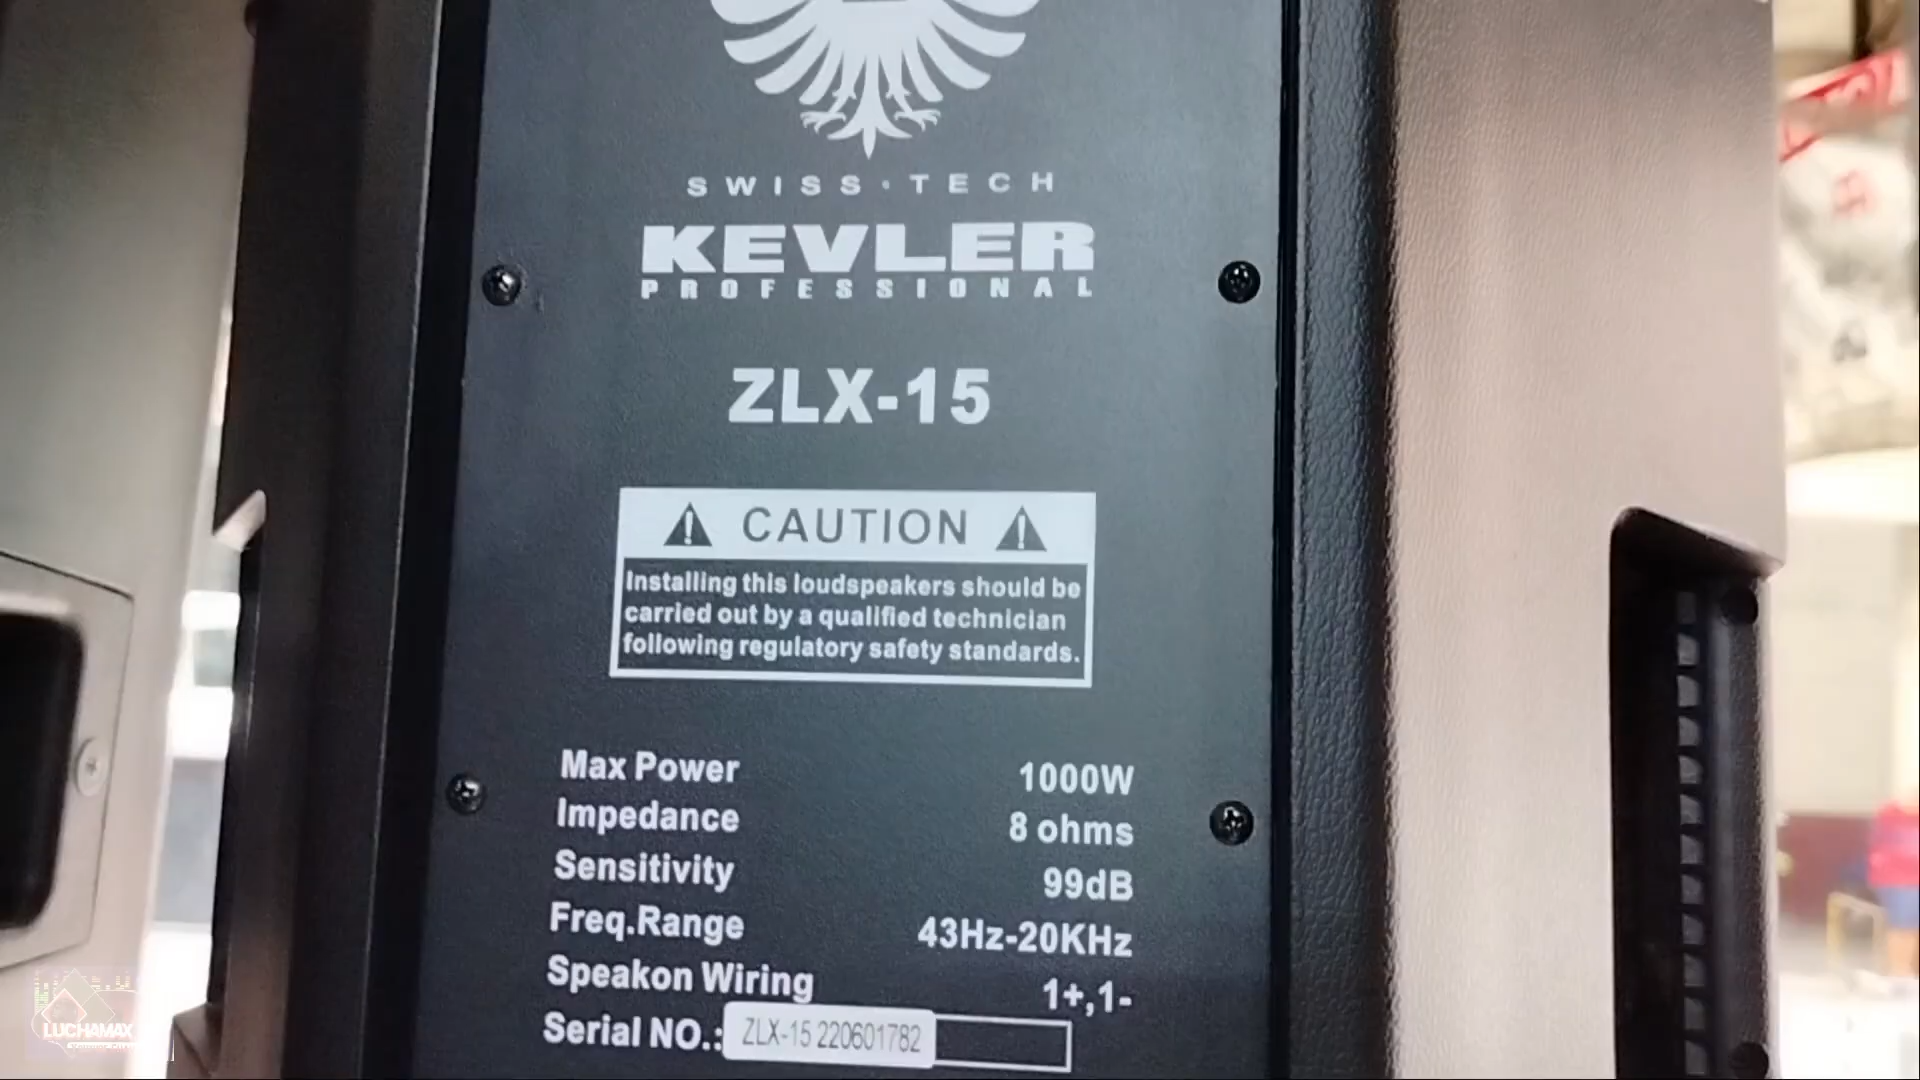 SWISS·TECH
KEVLER
PROFESSIONAL
ZLX-15
CAUTION
Installing this loudspeakers should be
carried out by a qualified technician
following regulatory safety standards.
Max Power 1000W
Impedance 8 ohms
Sensitivity 99dB
Freq.Range 43Hz-20KHz
Speakon Wiring 1+,1-
Serial NO.: ZLX-15 220601782
LUCHAMAX